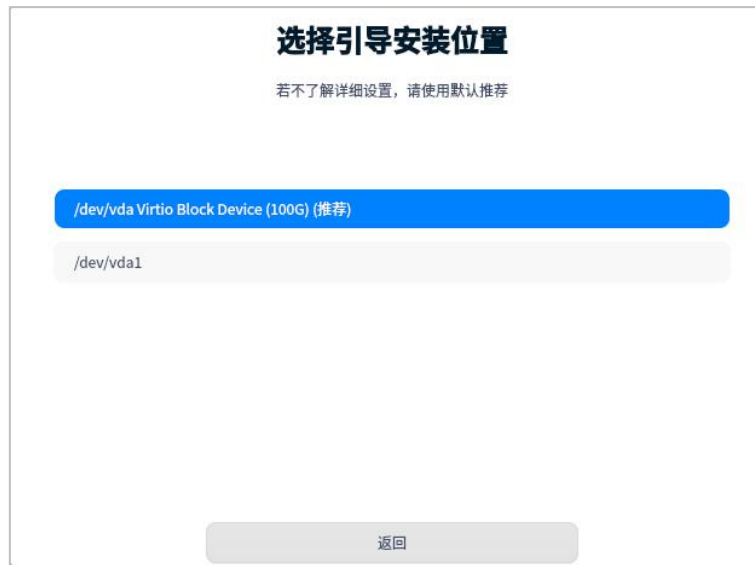 选择引导安装位置
若不了解详细设置，请使用默认推荐
/dev/vda Virtio Block Device (100G) (推荐)
/dev/vda1
返回